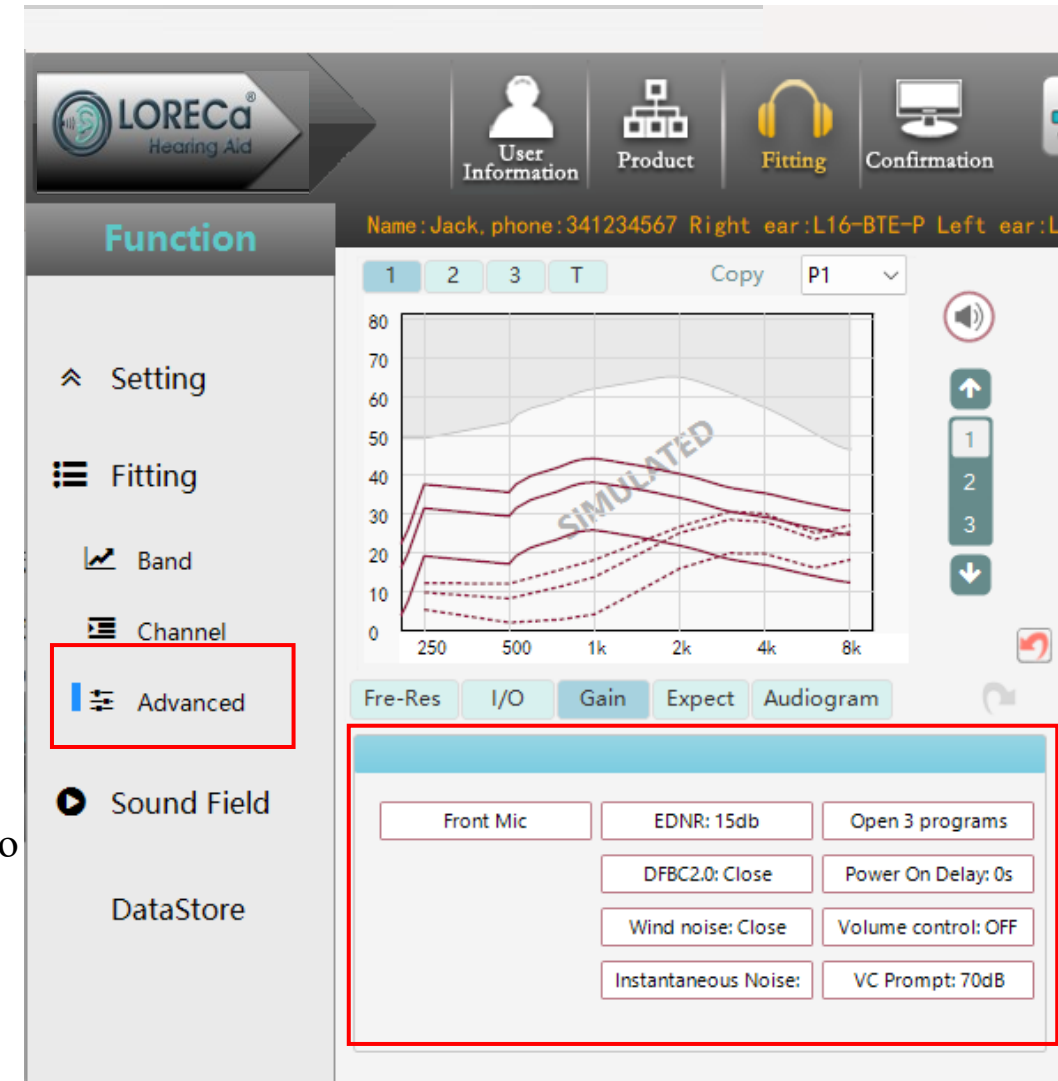 LORECa®
Hearing Aid
User Information
Product
Fitting
Confirmation
Function
Name:Jack,phone:341234567 Right ear:L16-BTE-P Left ear:L
1 2 3 T Copy P1
Setting
Fitting
Band
Channel
Advanced
Sound Field
DataStore
o
80
70
60
50
40
30
20
10
0
250 500 1k 2k 4k 8k
SIMULATED
1
2
3
Fre-Res I/O Gain Expect Audiogram
Front Mic EDNR: 15db Open 3 programs
DFBC2.0: Close Power On Delay: 0s
Wind noise: Close Volume control: OFF
Instantaneous Noise: VC Prompt: 70dB